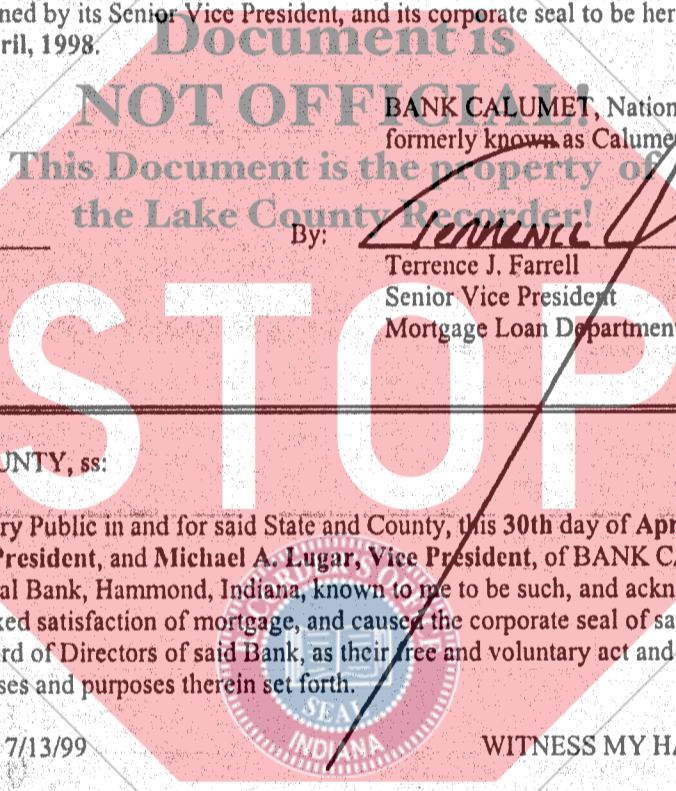 ned by its Senior Vice President, and its corporate seal to be her
ril, 1998.
Document is
NOT OFFICIAL!
This Document is the property of
the Lake County Recorder!
BANK CALUMET, Nation
formerly known as Calume
By: Terrence
Terrence J. Farrell
Senior Vice President
Mortgage Loan Departmen
STOP
UNTY, ss:
ry Public in and for said State and County, this 30th day of Apr
President, and Michael A. Lugar, Vice President, of BANK CA
al Bank, Hammond, Indiana, known to me to be such, and ackn
ked satisfaction of mortgage, and caused the corporate seal of sa
rd of Directors of said Bank, as their free and voluntary act and
ses and purposes therein set forth.
RECORDER'S OFFICE
SEAL
INDIANA
7/13/99 WITNESS MY HA